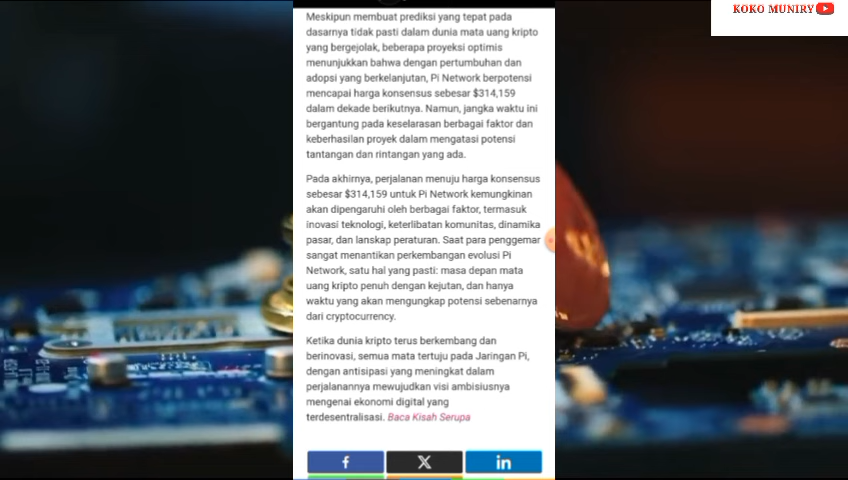 KOKO MUNIRY
Meskipun membuat prediksi yang tepat pada
dasarnya tidak pasti dalam dunia mata uang kripto
yang bergejolak, beberapa proyeksi optimis
menunjukkan bahwa dengan pertumbuhan dan
adopsi yang berkelanjutan, Pi Network berpotensi
mencapai harga konsensus sebesar $314,159
dalam dekade berikutnya. Namun, jangka waktu ini
bergantung pada keselarasan berbagai faktor dan
keberhasilan proyek dalam mengatasi potensi
tantangan dan rintangan yang ada.
Pada akhirnya, perjalanan menuju harga konsensus
sebesar $314,159 untuk Pi Network kemungkinan
akan dipengaruhi oleh berbagai faktor, termasuk
inovasi teknologi, keterlibatan komunitas, dinamika
pasar, dan lanskap peraturan. Saat para penggemar
sangat menantikan perkembangan evolusi Pi
Network, satu hal yang pasti: masa depan mata
uang kripto penuh dengan kejutan, dan hanya
waktu yang akan mengungkap potensi sebenarnya
dari cryptocurrency.
Ketika dunia kripto terus berkembang dan
berinovasi, semua mata tertuju pada Jaringan Pi,
dengan antisipasi yang meningkat dalam
perjalanannya mewujudkan visi ambisiusnya
mengenai ekonomi digital yang
terdesentralisasi. Baca Kisah Serupa